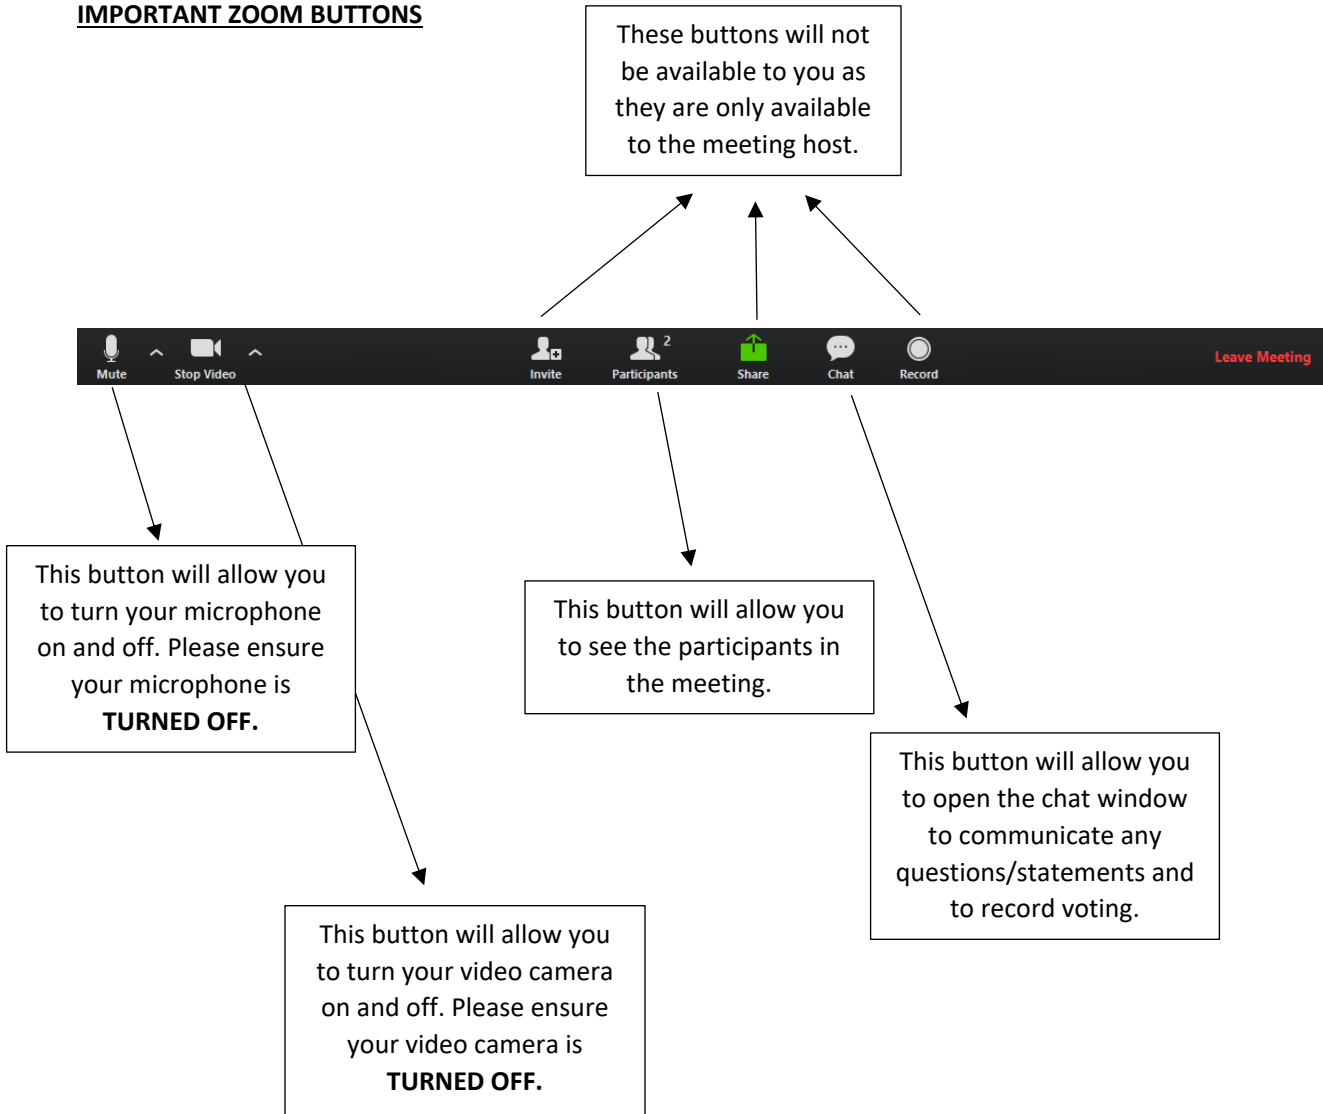 IMPORTANT ZOOM BUTTONS
These buttons will not
be available to you as
they are only available
to the meeting host.
Mute
Stop Video
Invite
Participants
2
Share
Chat
Record
Leave Meeting
This button will allow you
to turn your microphone
on and off. Please ensure
your microphone is
TURNED OFF.
This button will allow you
to see the participants in
the meeting.
This button will allow you
to open the chat window
to communicate any
questions/statements and
to record voting.
This button will allow you
to turn your video camera
on and off. Please ensure
your video camera is
TURNED OFF.